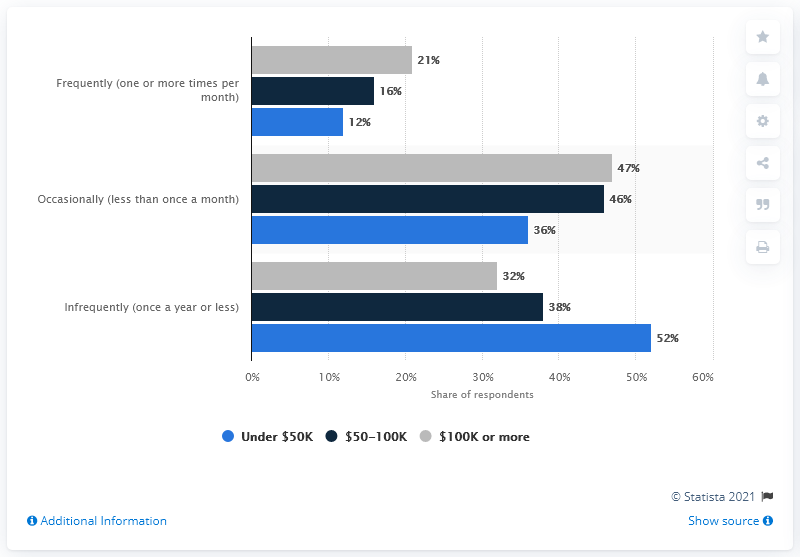 Frequently (one or more times per
month)
21%
16%
12%
Occasionally (less than once a month)
47%
46%
36%
Infrequently (once a year or less)
32%
38%
52%
0% 10% 20% 30% 40% 50% 60%
Share of respondents
Under $50K $50-100K $100K or more
© Statista 2021
Additional Information Show source